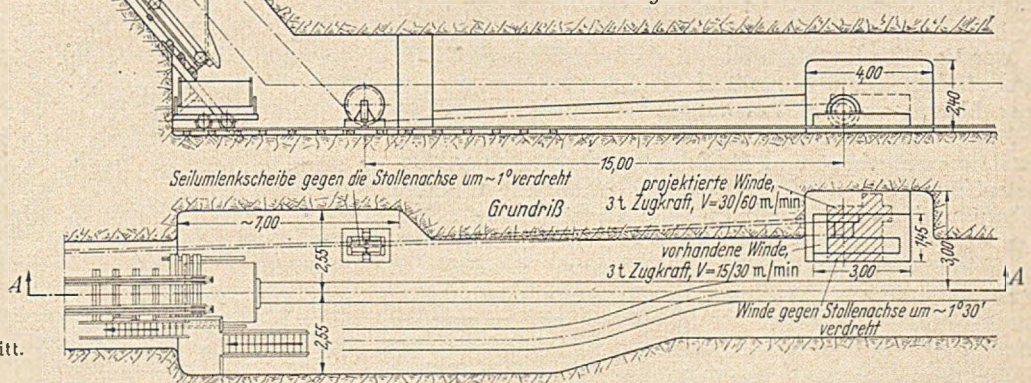 4,00
2,40
15,00
Seilumlenkscheibe gegen die Stollenachse um ~1° verdreht
projektierte Winde,
3 t Zugkraft, V=30/60 m/min
Grundriß
~7,00
2,55
2,55
vorhandene Winde,
3 t Zugkraft, V=15/30 m/min
1,45
3,00
3,00
A
A
Winde gegen Stollenachse um ~1°30'
verdreht
itt.